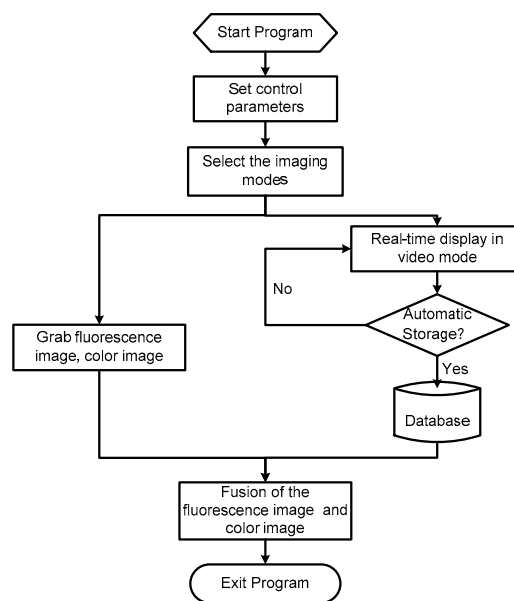 Start Program
Set control
parameters
Select the imaging
modes
Real-time display in
video mode
No
Automatic
Storage?
Grab fluorescence
image, color image
Yes
Database
Fusion of the
fluorescence image and
color image
Exit Program